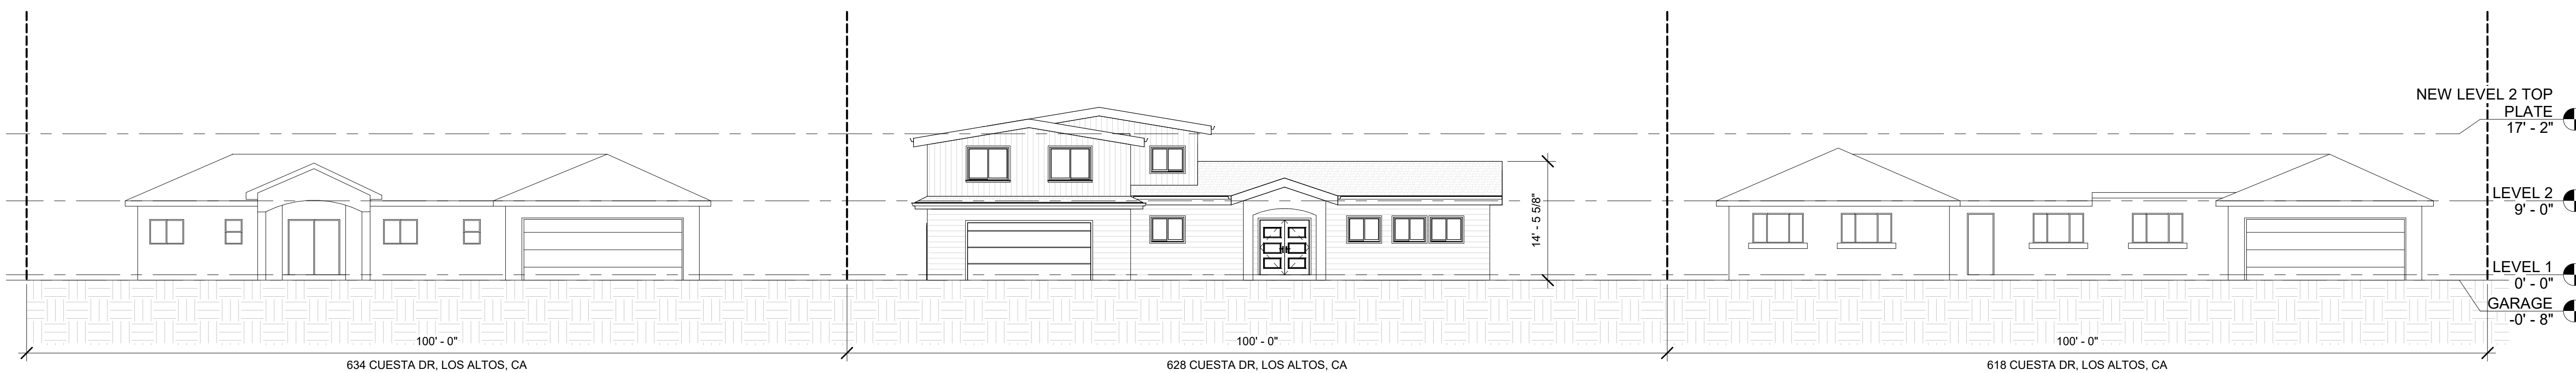 NEW LEVEL 2 TOP
PLATE
17' - 2"
LEVEL 2
9' - 0"
14' - 5 5/8"
LEVEL 1
0' - 0"
GARAGE
-0' - 8"
100' - 0"
100' - 0"
100' - 0"
634 CUESTA DR, LOS ALTOS, CA
628 CUESTA DR, LOS ALTOS, CA
618 CUESTA DR, LOS ALTOS, CA